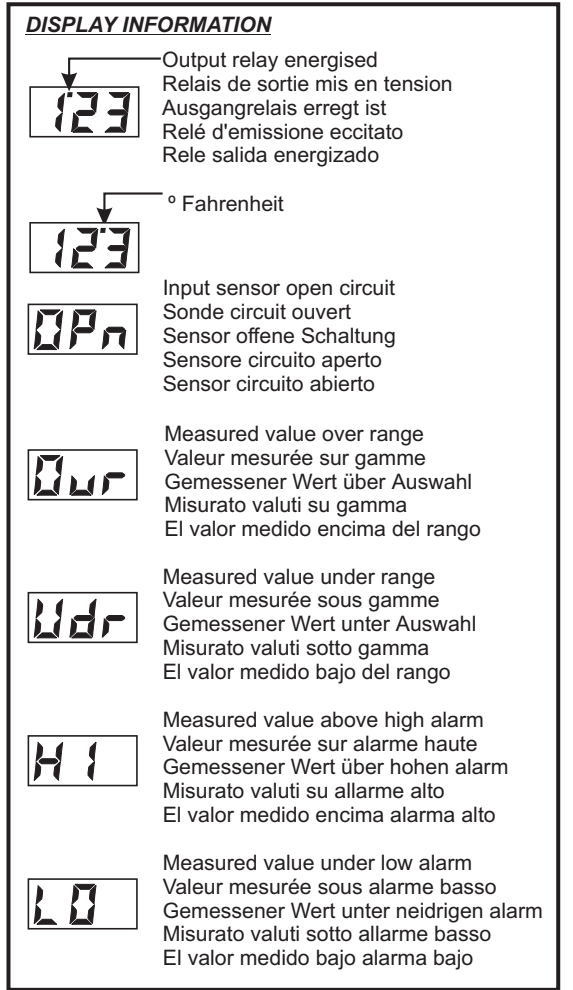 DISPLAY INFORMATION
123
Output relay energised
Relais de sortie mis en tension
Ausgangrelais erregt ist
Relé d'emissione eccitato
Rele salida energizado
123
º Fahrenheit
OPn
Input sensor open circuit
Sonde circuit ouvert
Sensor offene Schaltung
Sensore circuito aperto
Sensor circuito abierto
Our
Measured value over range
Valeur mesurée sur gamme
Gemessener Wert über Auswahl
Misurato valuti su gamma
El valor medido encima del rango
Udr
Measured value under range
Valeur mesurée sous gamme
Gemessener Wert unter Auswahl
Misurato valuti sotto gamma
El valor medido bajo del rango
HI
Measured value above high alarm
Valeur mesurée sur alarme haute
Gemessener Wert über hohen alarm
Misurato valuti su allarme alto
El valor medido encima alarma alto
LO
Measured value under low alarm
Valeur mesurée sous alarme basso
Gemessener Wert unter neidrigen alarm
Misurato valuti sotto allarme basso
El valor medido bajo alarma bajo